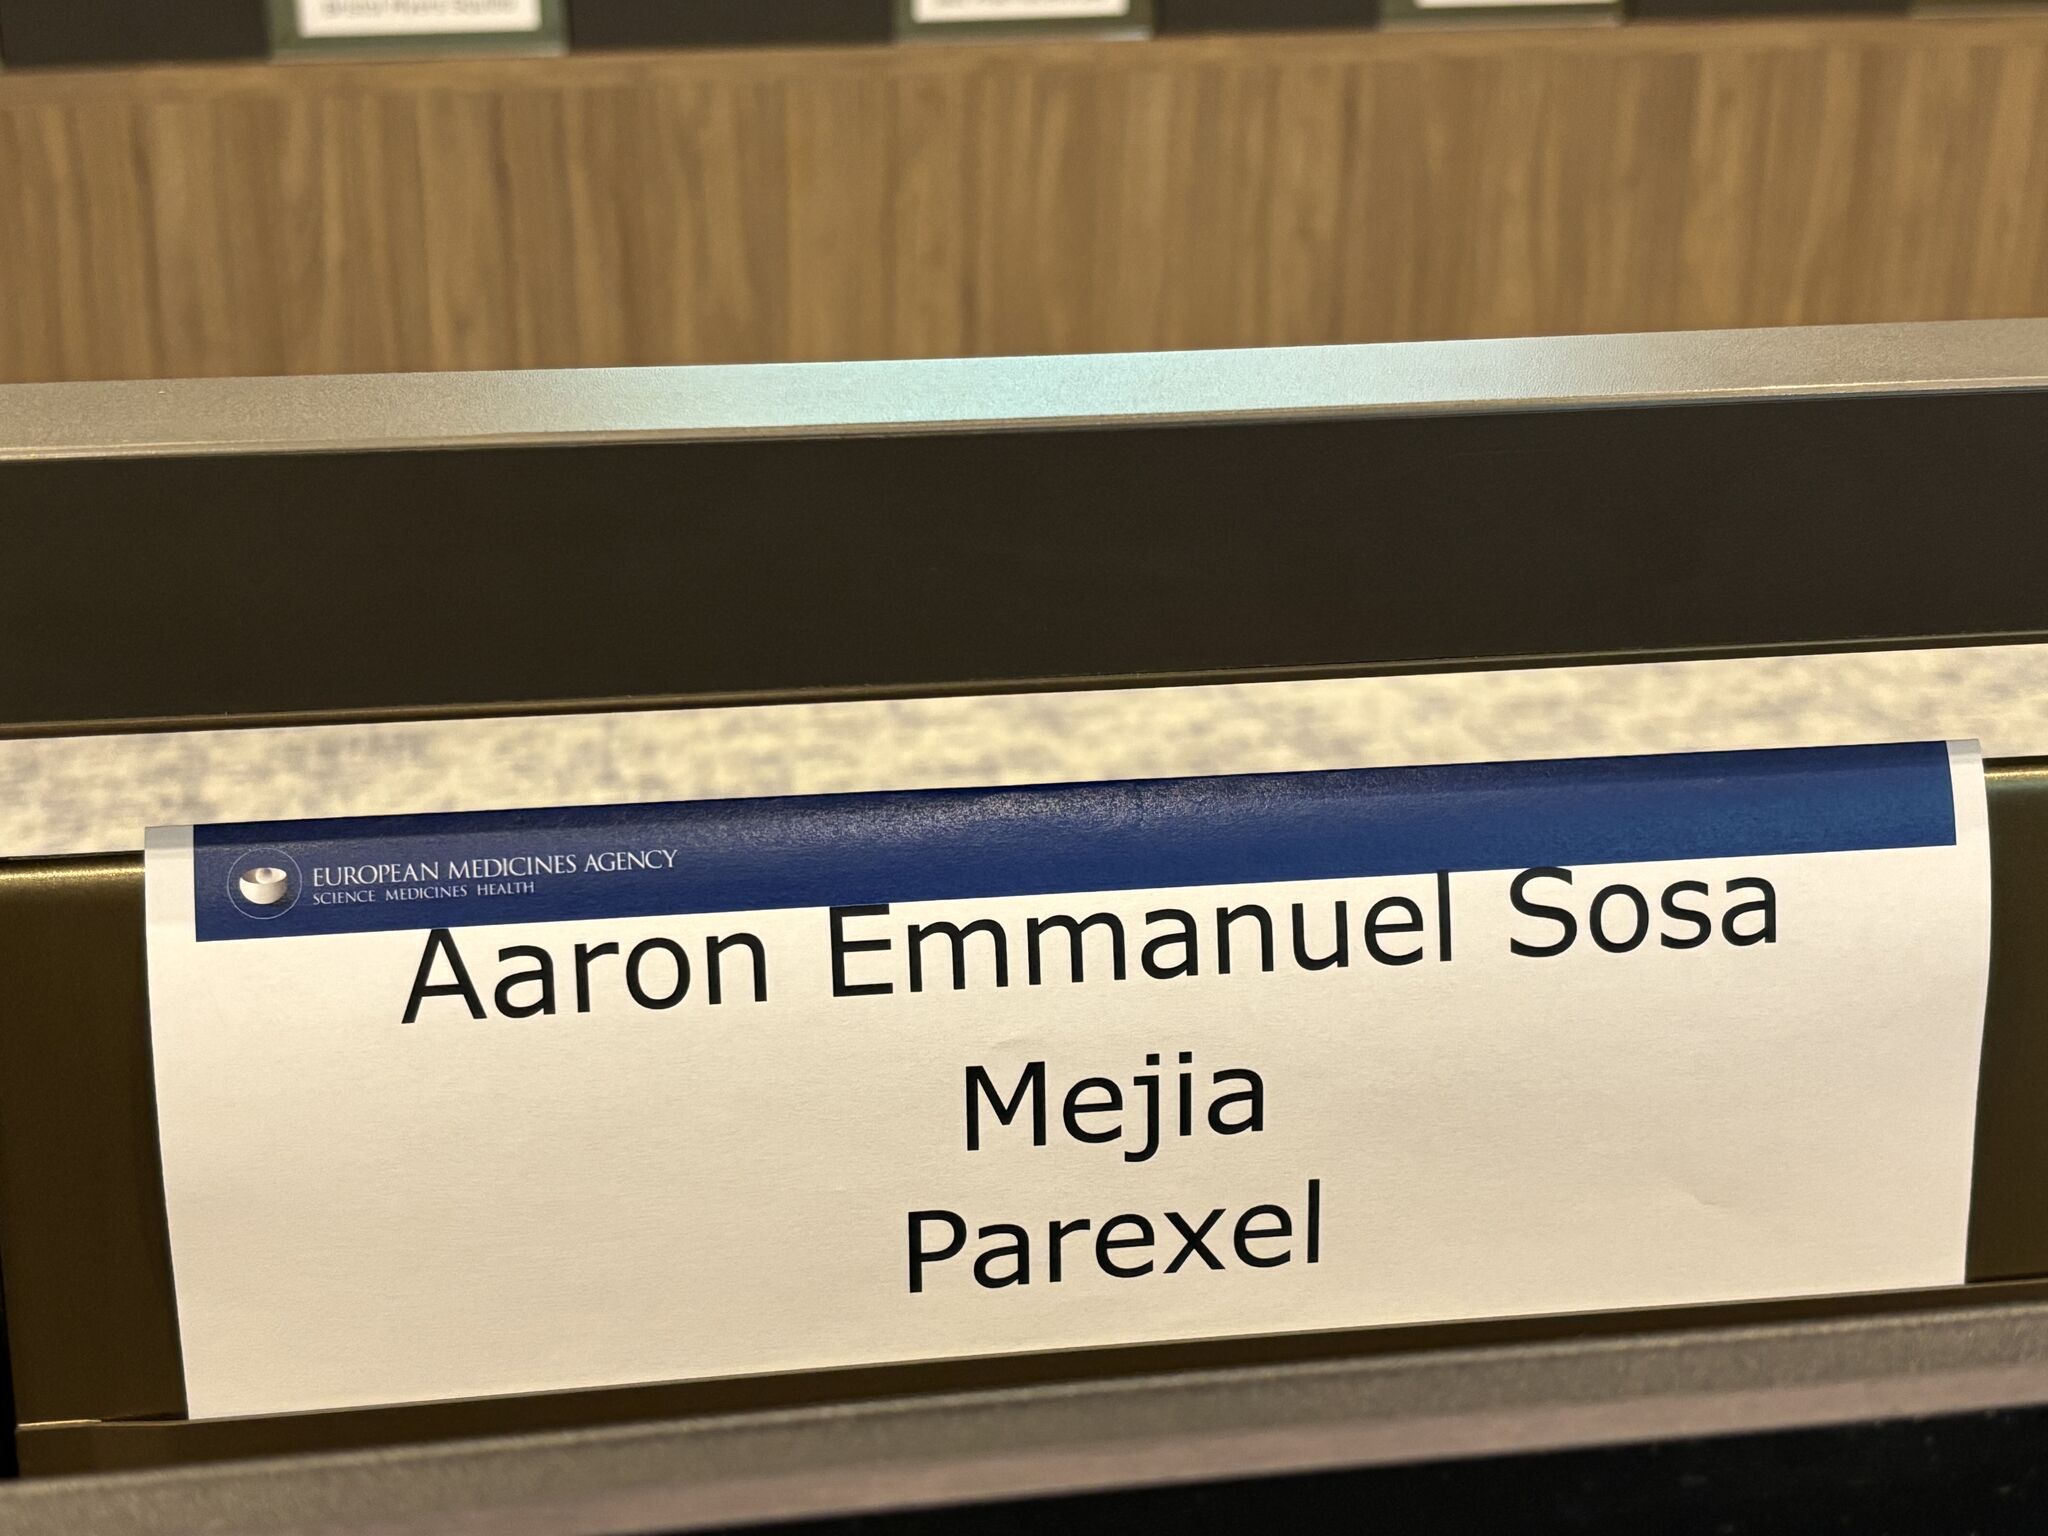 EUROPEAN MEDICINES AGENCY
SCIENCE MEDICINES HEALTH
Aaron Emmanuel Sosa
Mejia
Parexel